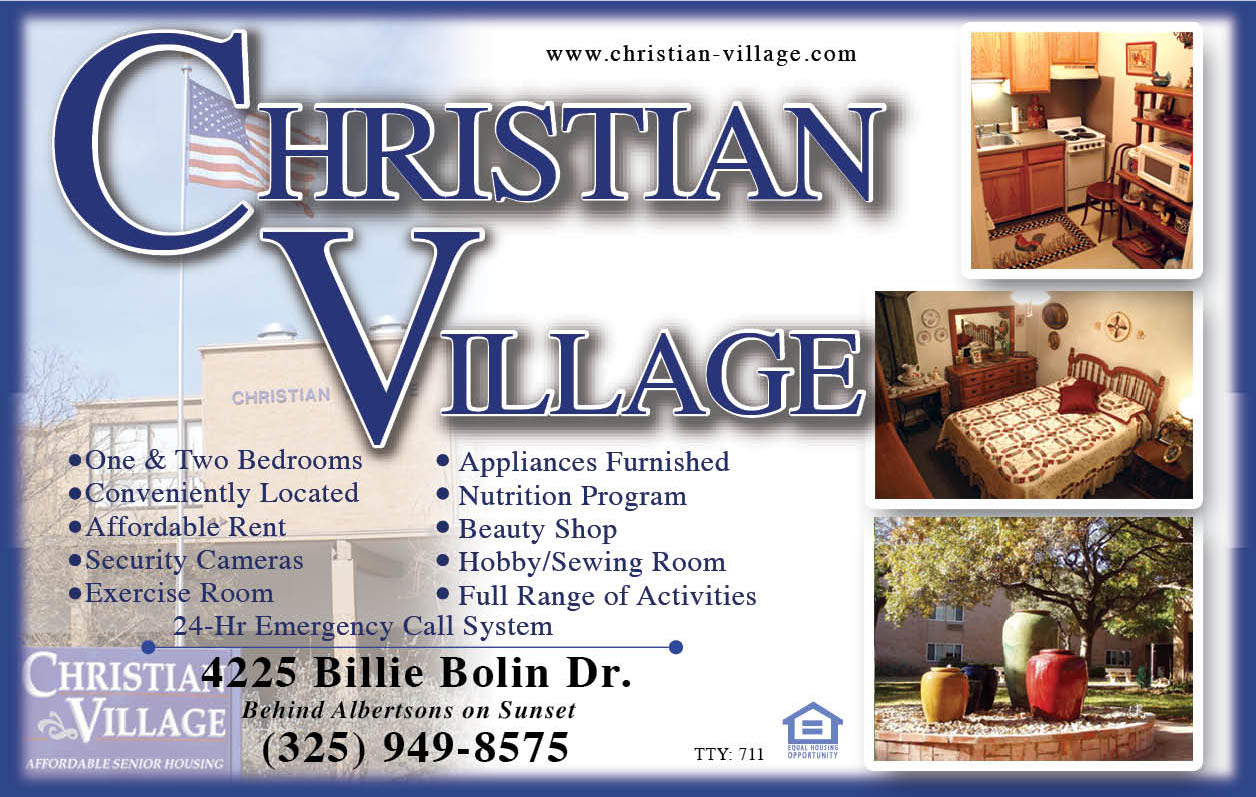 www.christian-village.com
CHRISTIAN
VILLAGE
CHRISTIAN
• One & Two Bedrooms
• Conveniently Located
• Affordable Rent
• Security Cameras
• Exercise Room
• Appliances Furnished
• Nutrition Program
• Beauty Shop
• Hobby/Sewing Room
• Full Range of Activities
24-Hr Emergency Call System
4225 Billie Bolin Dr.
Behind Albertsons on Sunset
(325) 949-8575
CHRISTIAN
VILLAGE
AFFORDABLE SENIOR HOUSING
TTY: 711
EQUAL HOUSING
OPPORTUNITY